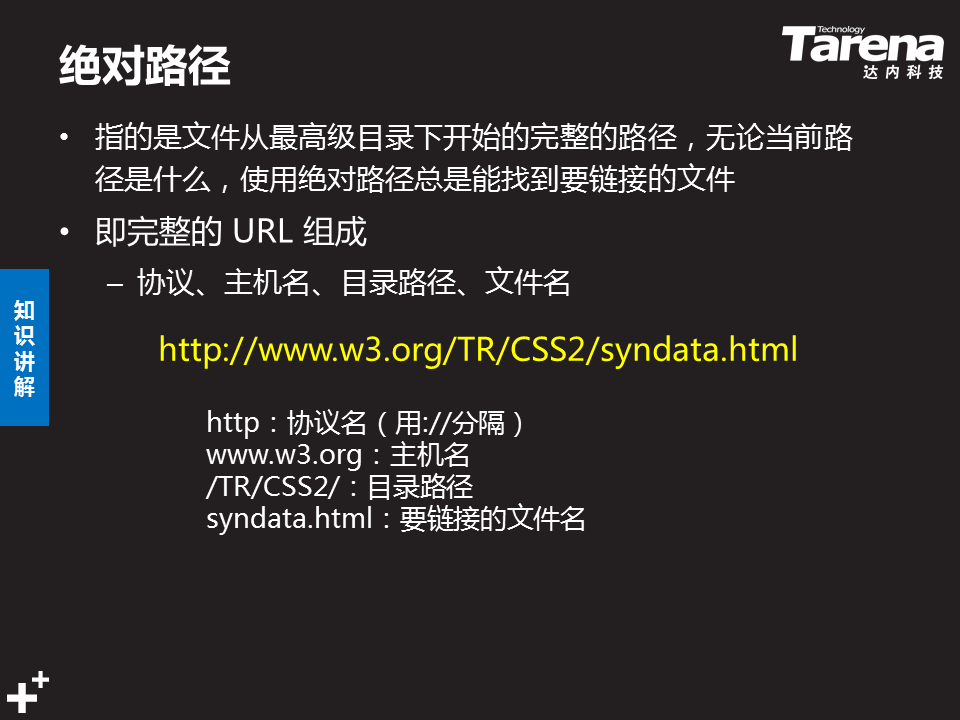 绝对路径
Technology
Tarena
达内科技
• 指的是文件从最高级目录下开始的完整的路径，无论当前路
径是什么，使用绝对路径总是能找到要链接的文件
• 即完整的 URL 组成
– 协议、主机名、目录路径、文件名
知识讲解
http://www.w3.org/TR/CSS2/syndata.html
http：协议名（用://分隔）
www.w3.org：主机名
/TR/CSS2/：目录路径
syndata.html：要链接的文件名